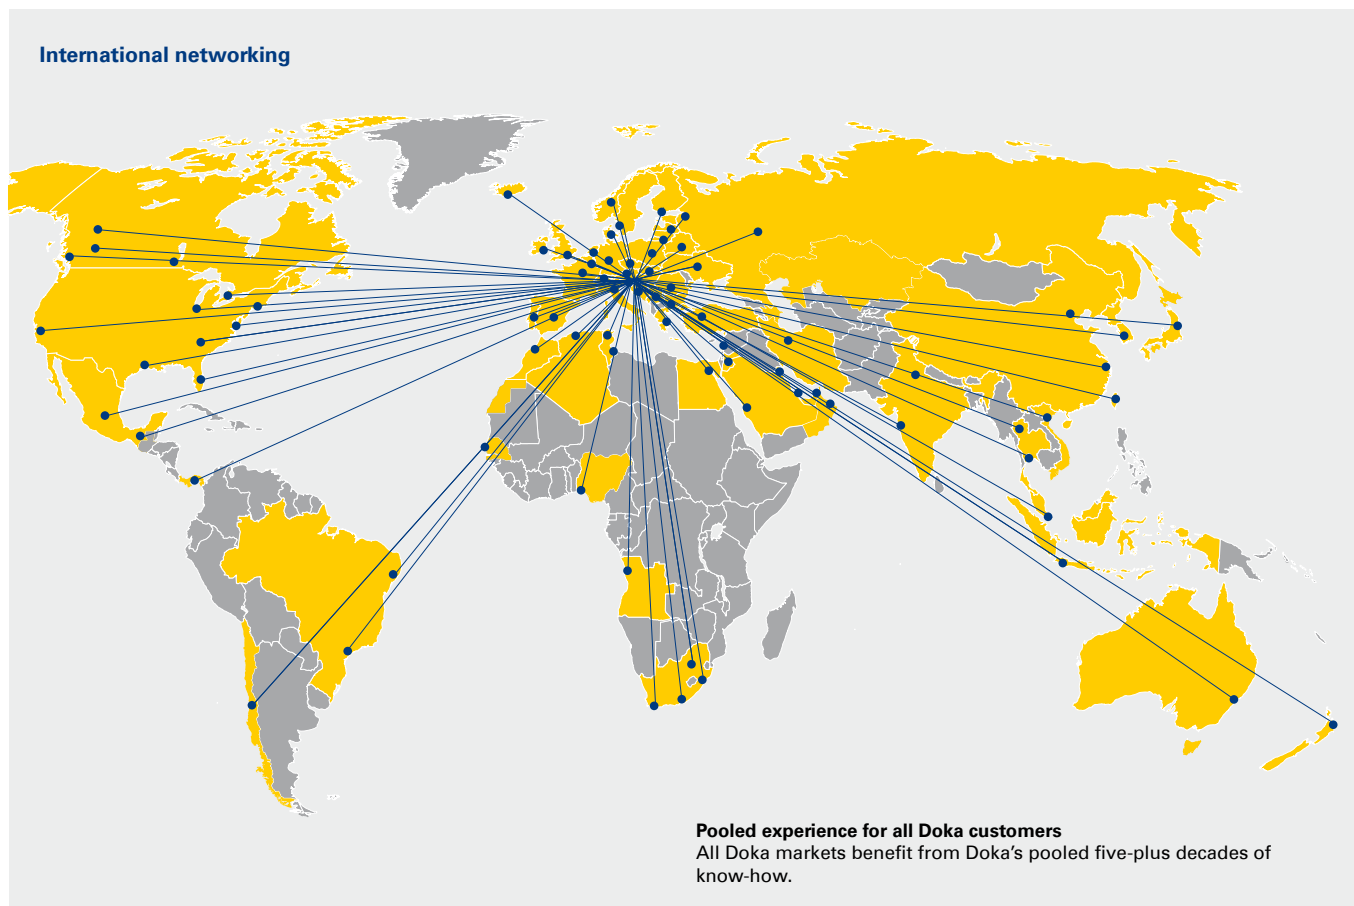 International networking
Pooled experience for all Doka customers
All Doka markets benefit from Doka’s pooled five-plus decades of
know-how.